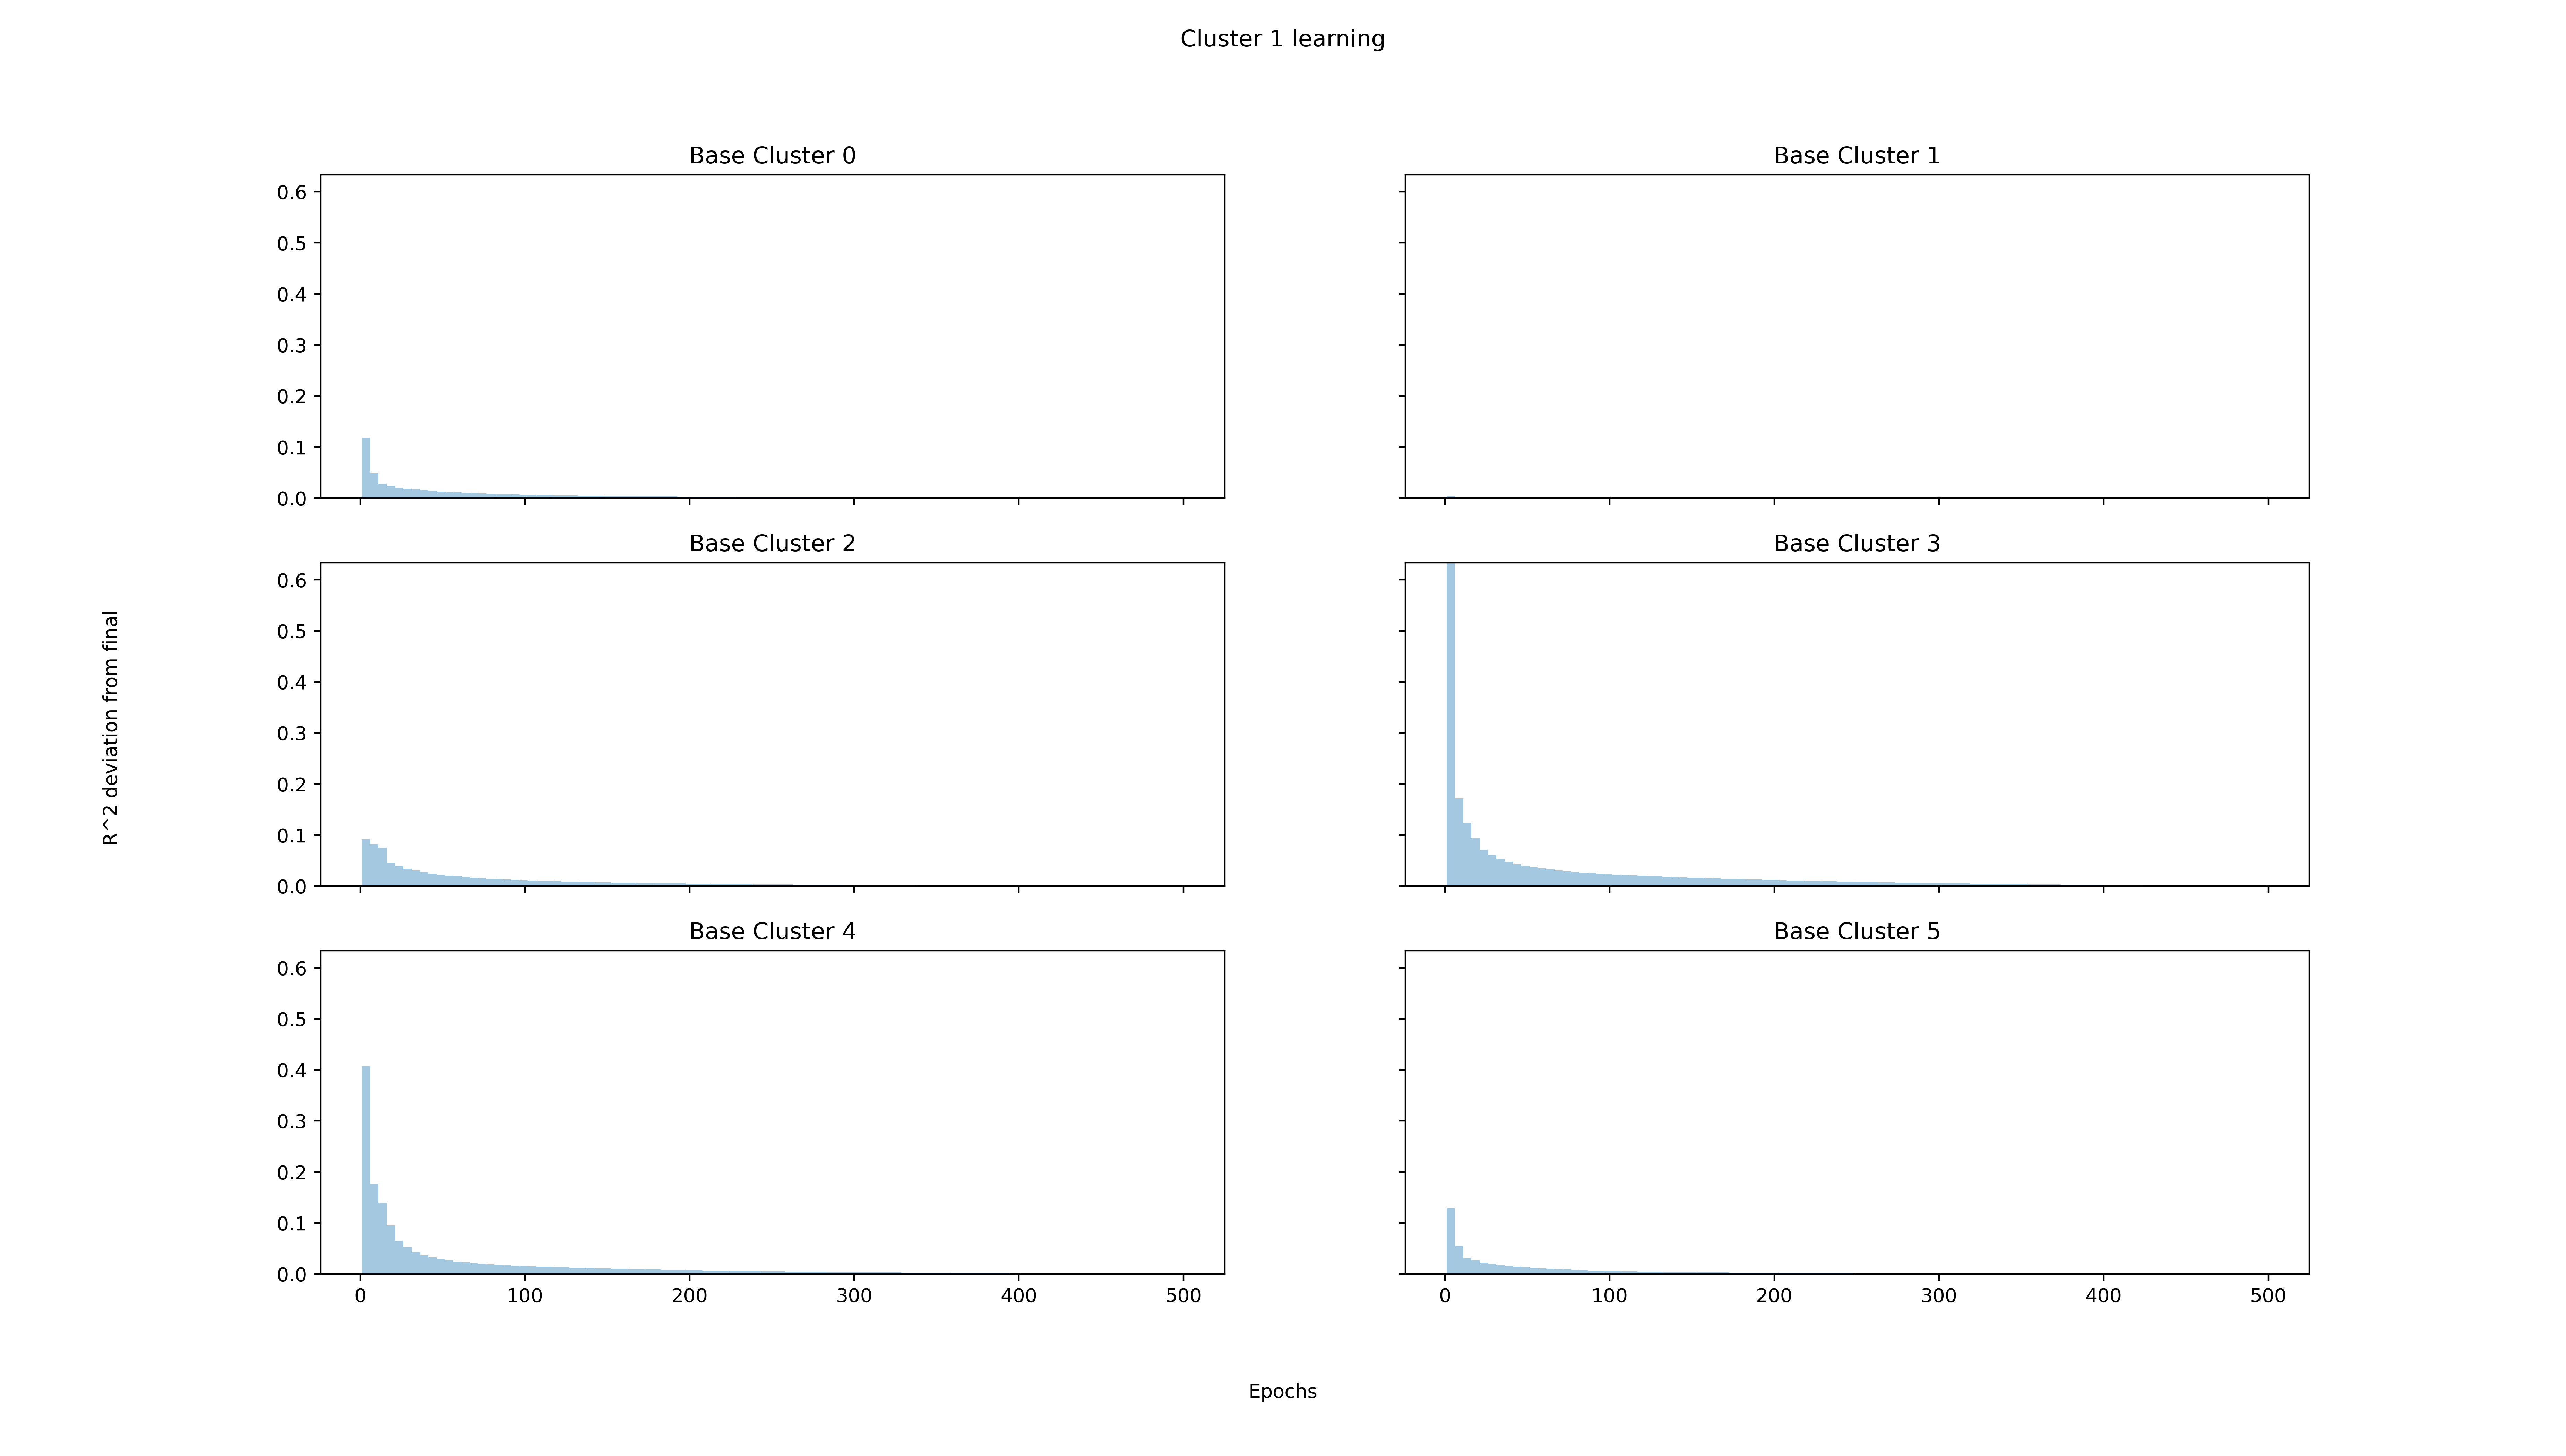 Cluster 1 learning
Base Cluster 0
0.6
0.5
0.4
0.3
0.2
0.1
0.0
Base Cluster 1
Base Cluster 2
0.6
0.5
0.4
0.3
0.2
0.1
0.0
Base Cluster 3
R^2 deviation from final
Base Cluster 4
0.6
0.5
0.4
0.3
0.2
0.1
0.0
0 100 200 300 400 500
Base Cluster 5
0 100 200 300 400 500
Epochs